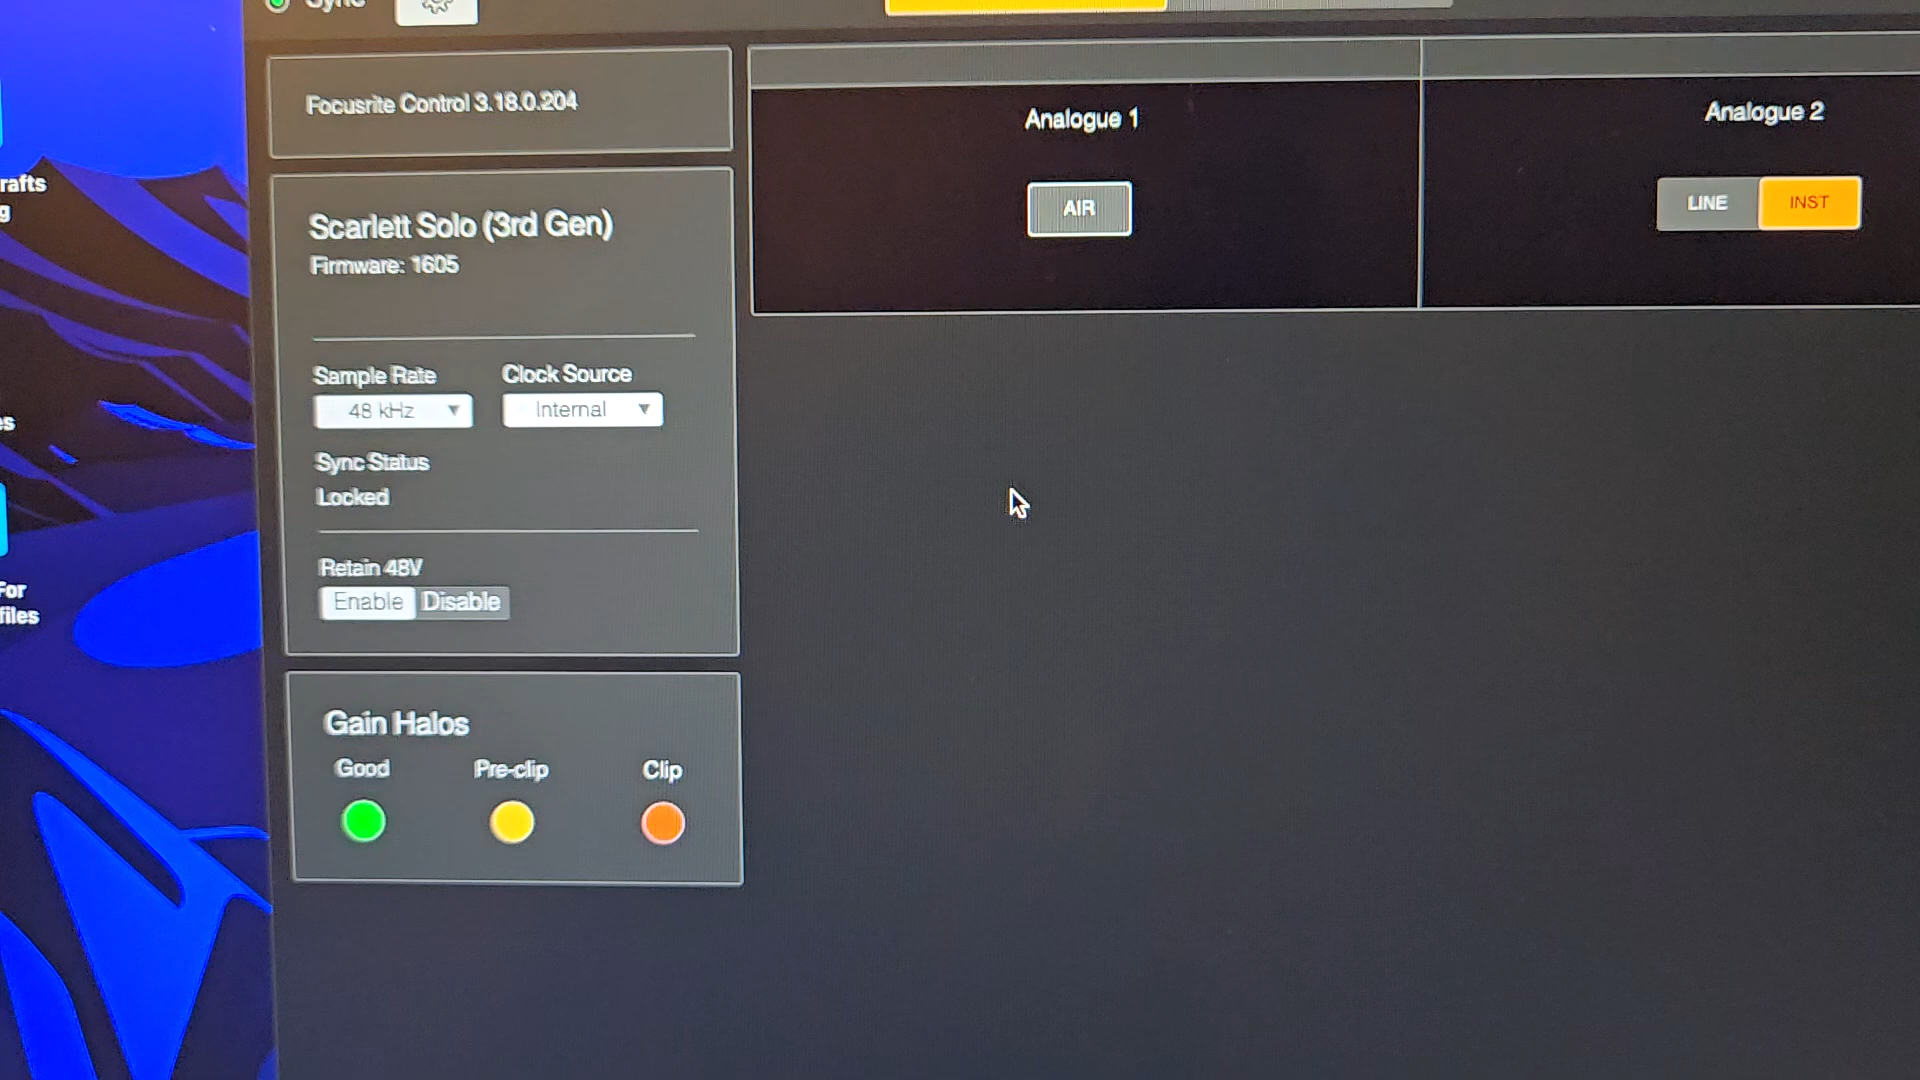 Sync
Focusrite Control 3.18.0.204
Analogue 1
Analogue 2
AIR
LINE INST
Scarlett Solo (3rd Gen)
Firmware: 1605
Sample Rate Clock Source
48 kHz Internal
Sync Status
Locked
Retain 48V
Enable Disable
Gain Halos
Good Pre-clip Clip
rafts
g
es
For
files